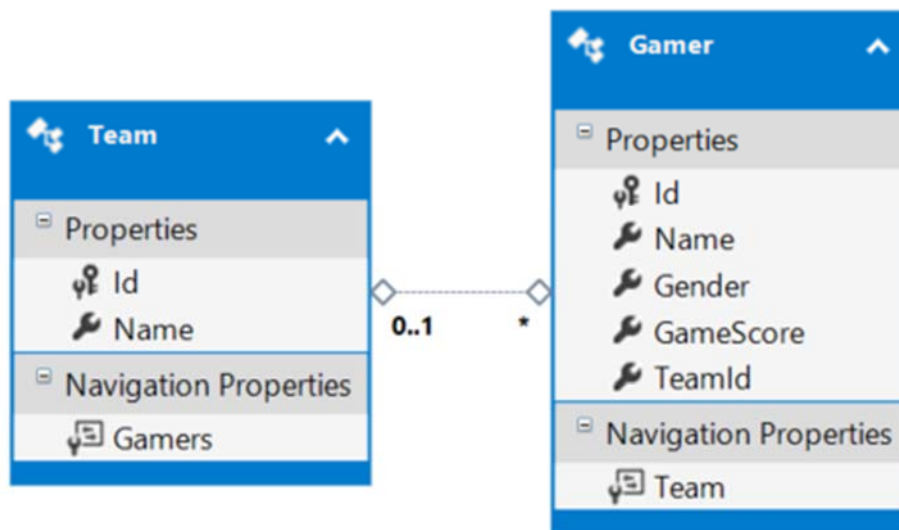 Team
Properties
Id
Name
Navigation Properties
Gamers
0..1
*
Gamer
Properties
Id
Name
Gender
GameScore
TeamId
Navigation Properties
Team